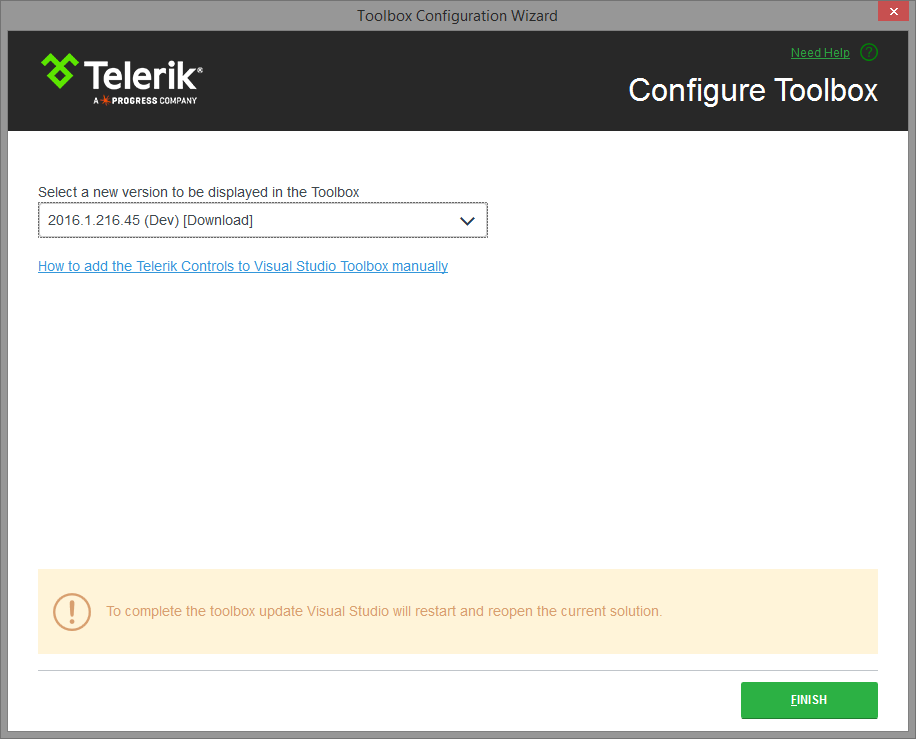 Toolbox Configuration Wizard
Need Help ?
Telerik®
A PROGRESS COMPANY
Configure Toolbox
Select a new version to be displayed in the Toolbox
2016.1.216.45 (Dev) [Download]
How to add the Telerik Controls to Visual Studio Toolbox manually
To complete the toolbox update Visual Studio will restart and reopen the current solution.
FINISH